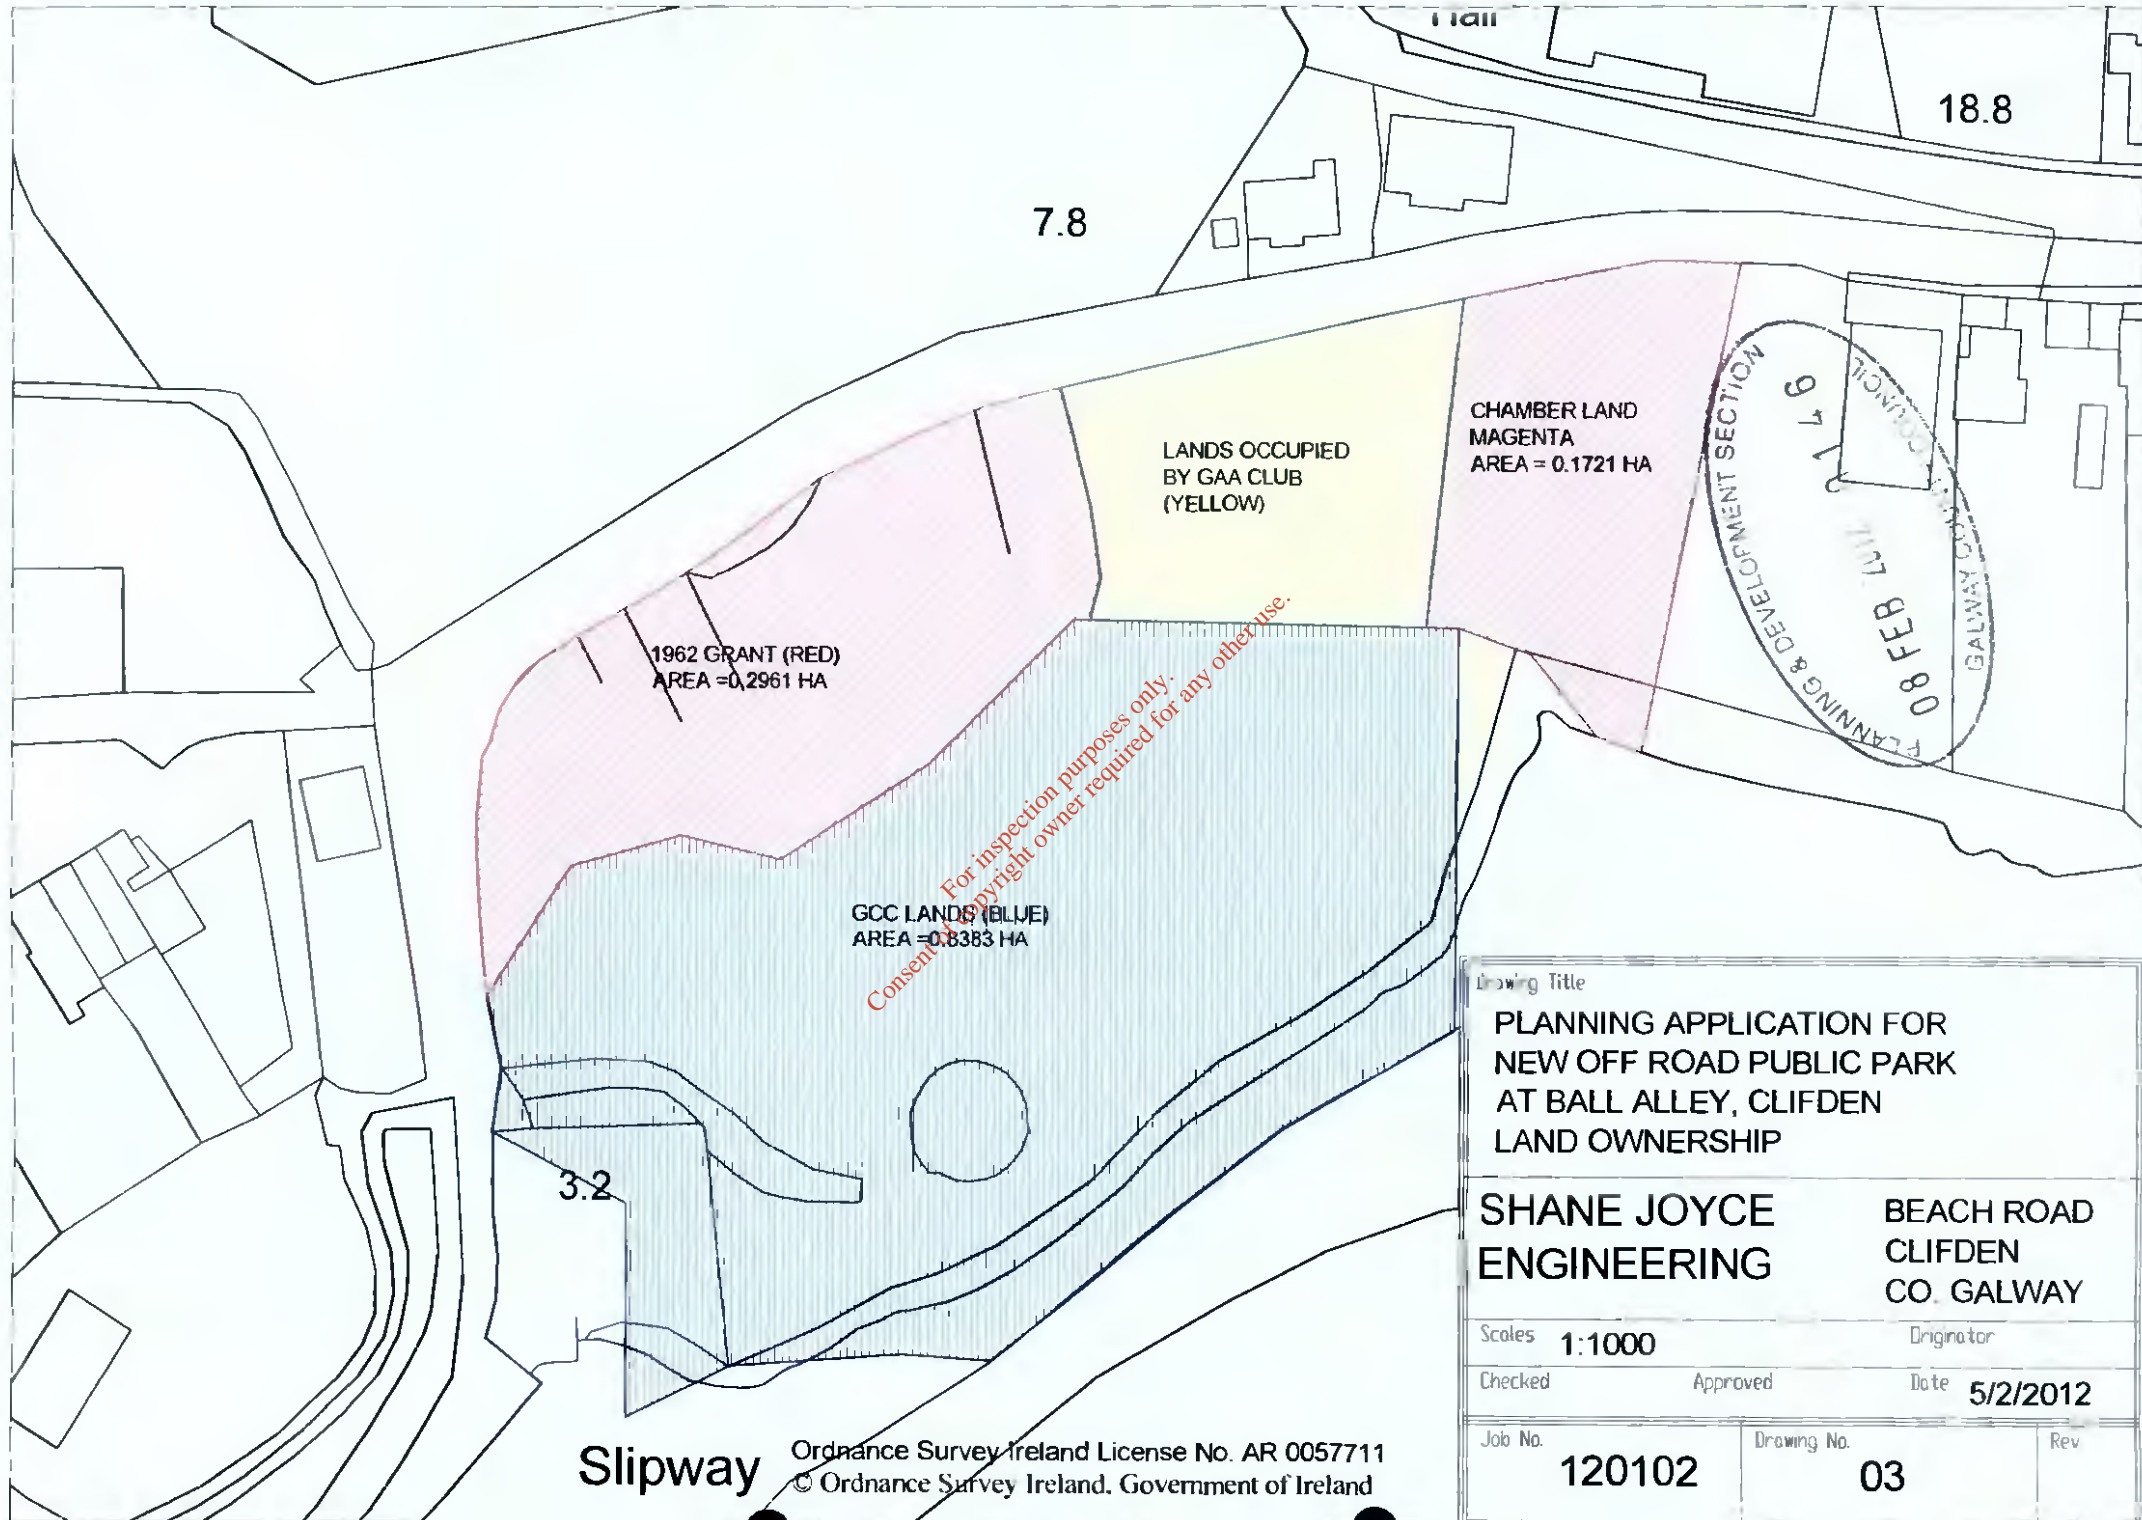 Hall
18.8
7.8
CHAMBER LAND
MAGENTA
AREA = 0.1721 HA
LANDS OCCUPIED
BY GAA CLUB
(YELLOW)
PLANNING & DEVELOPMENT SECTION
08 FEB 2012
GALWAY COUNTY COUNCIL
1962 GRANT (RED)
AREA =0.2961 HA
For inspection purposes only.
Consent of copyright owner required for any other use.
GCC LANDS (BLUE)
AREA =0.8383 HA
3.2
Drawing Title
PLANNING APPLICATION FOR
NEW OFF ROAD PUBLIC PARK
AT BALL ALLEY, CLIFDEN
LAND OWNERSHIP
SHANE JOYCE
ENGINEERING
BEACH ROAD
CLIFDEN
CO. GALWAY
Scales 1:1000 Originator
Checked Approved Date 5/2/2012
Job No. Drawing No. Rev
120102 03
Slipway
Ordnance Survey Ireland License No. AR 0057711
© Ordnance Survey Ireland. Government of Ireland